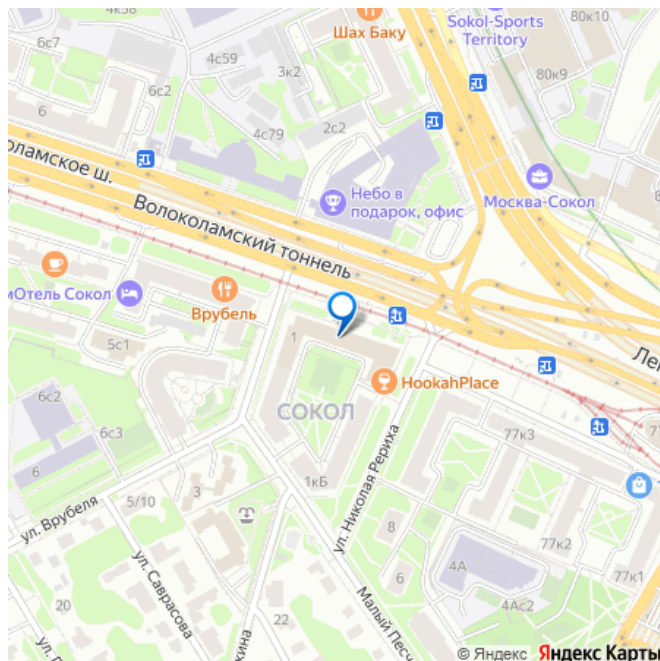 4к58
Шах Баку
Sokol-Sports
Territory
80к10
6с7
4с59
3к2
80к9
6с2
6
4с79
2с2
оламское ш.
Небо в
подарок, офис
Москва-Сокол
Волоколамский тоннель
иОтель Сокол
Врубель
5с1
1
Ле
HookahPlace
6с2
СОКОЛ
6с3
77к3
6
1кБ
ул. Николая Рериха
5/10
3
ул. Врубеля
8
77к2
4А
6
77к1
ул. Саврасова
20
22
Малый Песч
4Ас2
кина
© Яндекс Яндекс Карты